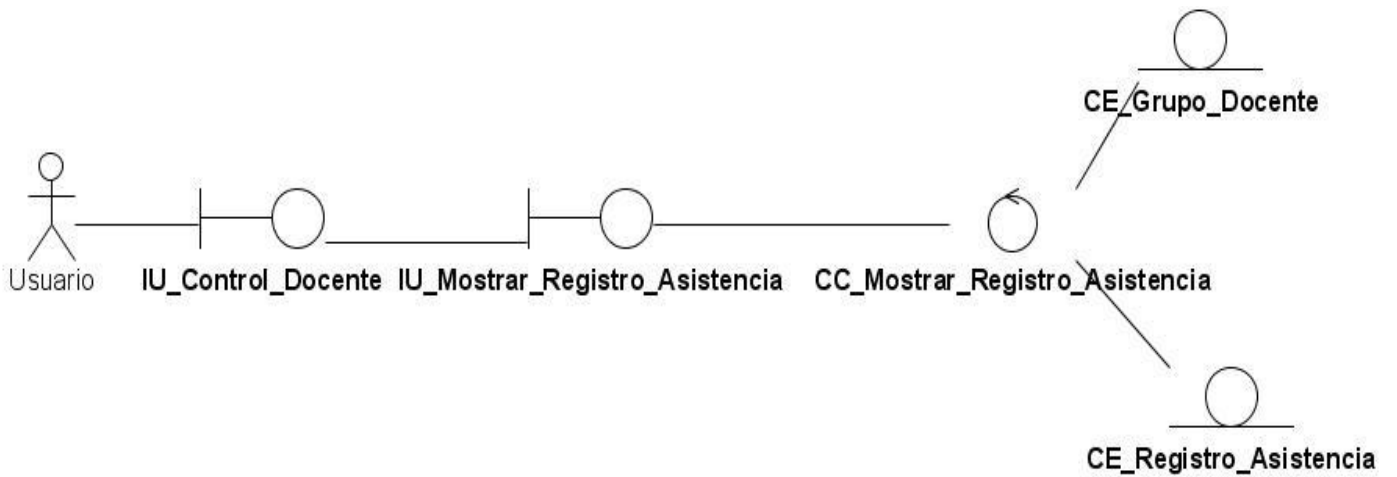 CE_Grupo_Docente
Usuario
IU_Control_Docente
IU_Mostrar_Registro_Asistencia
CC_Mostrar_Registro_Asistencia
CE_Registro_Asistencia